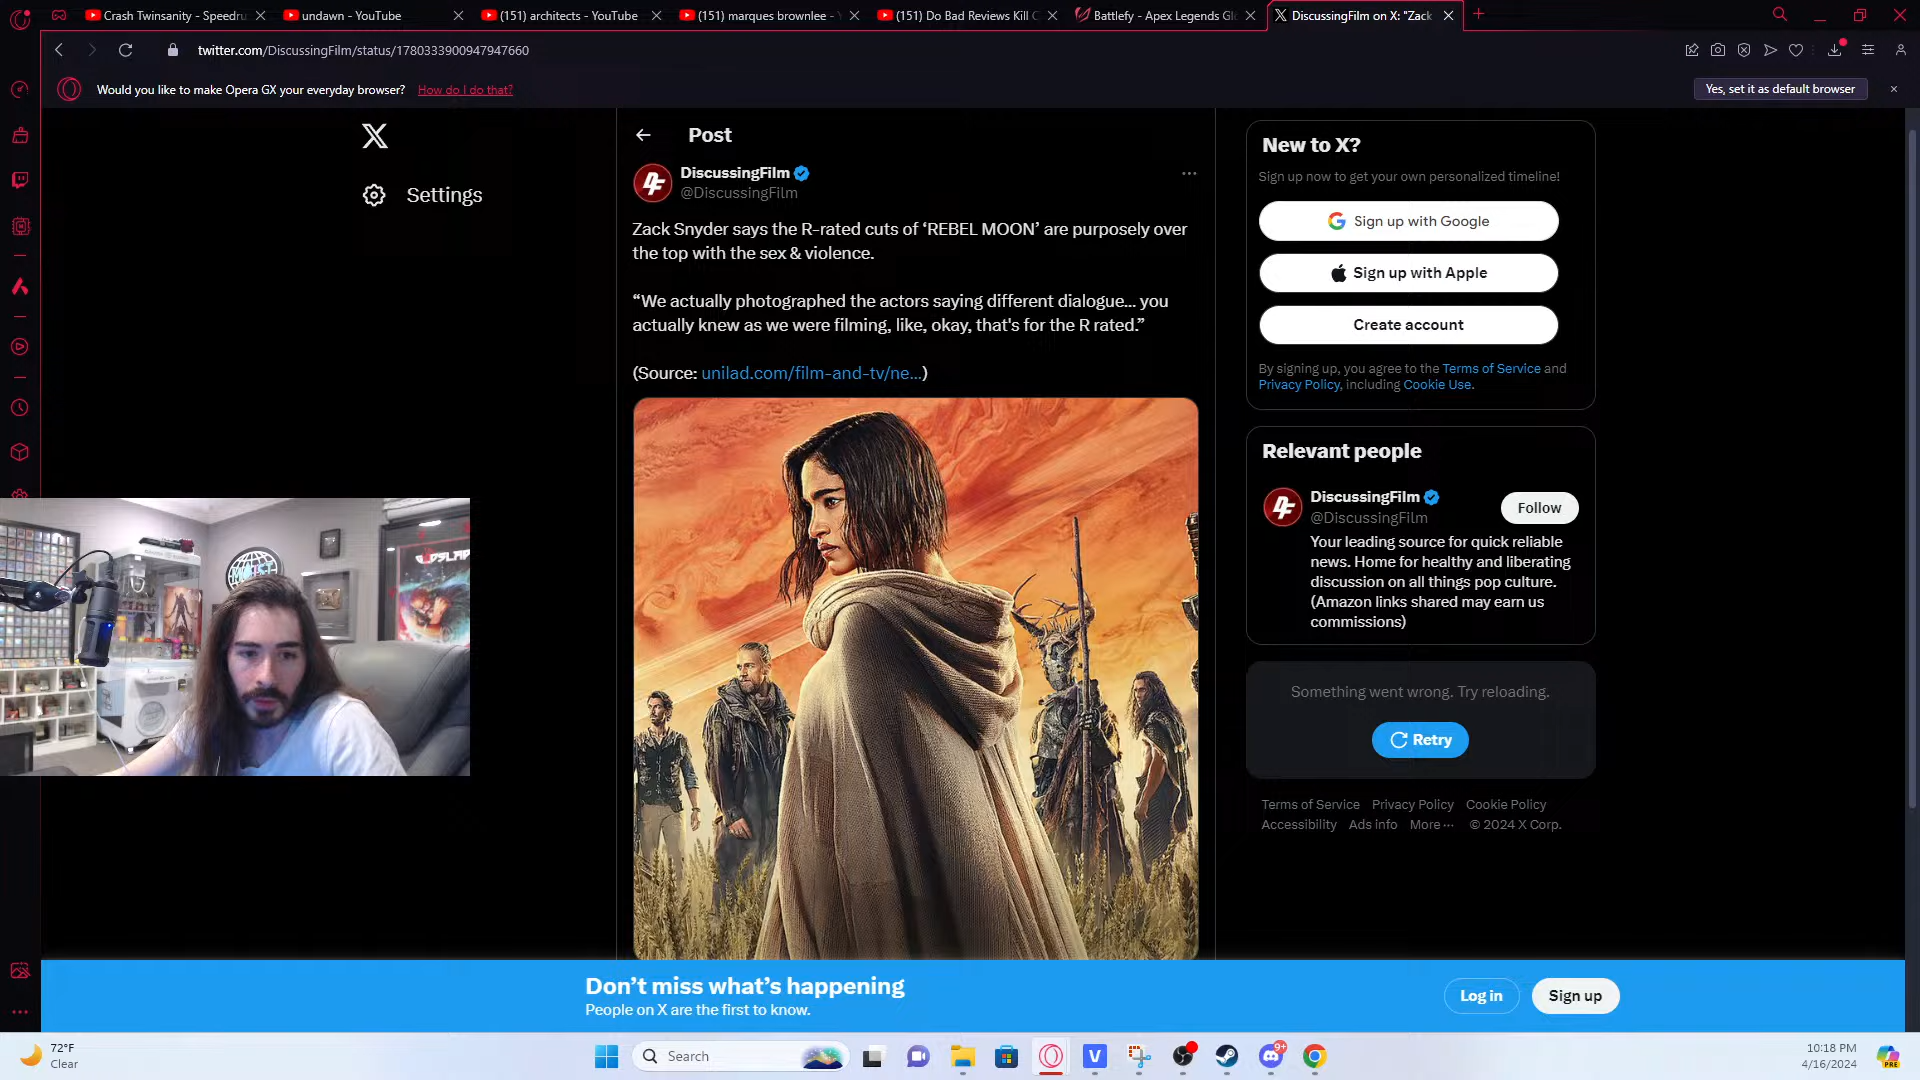 Crash Twinsanity - Speedru
undawn - YouTube
(151) architects - YouTube
(151) marques brownlee -
(151) Do Bad Reviews Kill C
Battlefy - Apex Legends Gl
DiscussingFilm on X: "Zack
twitter.com/DiscussingFilm/status/1780333900947947660
Would you like to make Opera GX your everyday browser? How do I do that?
Yes, set it as default browser
Settings
Post
DiscussingFilm
@DiscussingFilm
Zack Snyder says the R-rated cuts of ‘REBEL MOON’ are purposely over
the top with the sex & violence.
“We actually photographed the actors saying different dialogue... you
actually knew as we were filming, like, okay, that's for the R rated.”
(Source: unilad.com/film-and-tv/ne...)
New to X?
Sign up now to get your own personalized timeline!
Sign up with Google
Sign up with Apple
Create account
By signing up, you agree to the Terms of Service and
Privacy Policy, including Cookie Use.
Relevant people
DiscussingFilm
@DiscussingFilm
Follow
Your leading source for quick reliable
news. Home for healthy and liberating
discussion on all things pop culture.
(Amazon links shared may earn us
commissions)
Something went wrong. Try reloading.
Retry
Terms of Service Privacy Policy Cookie Policy
Accessibility Ads info More ··· © 2024 X Corp.
MOIST
Don’t miss what’s happening
People on X are the first to know.
Log in
Sign up
72°F
Clear
Search
9+
10:18 PM
4/16/2024
PRE